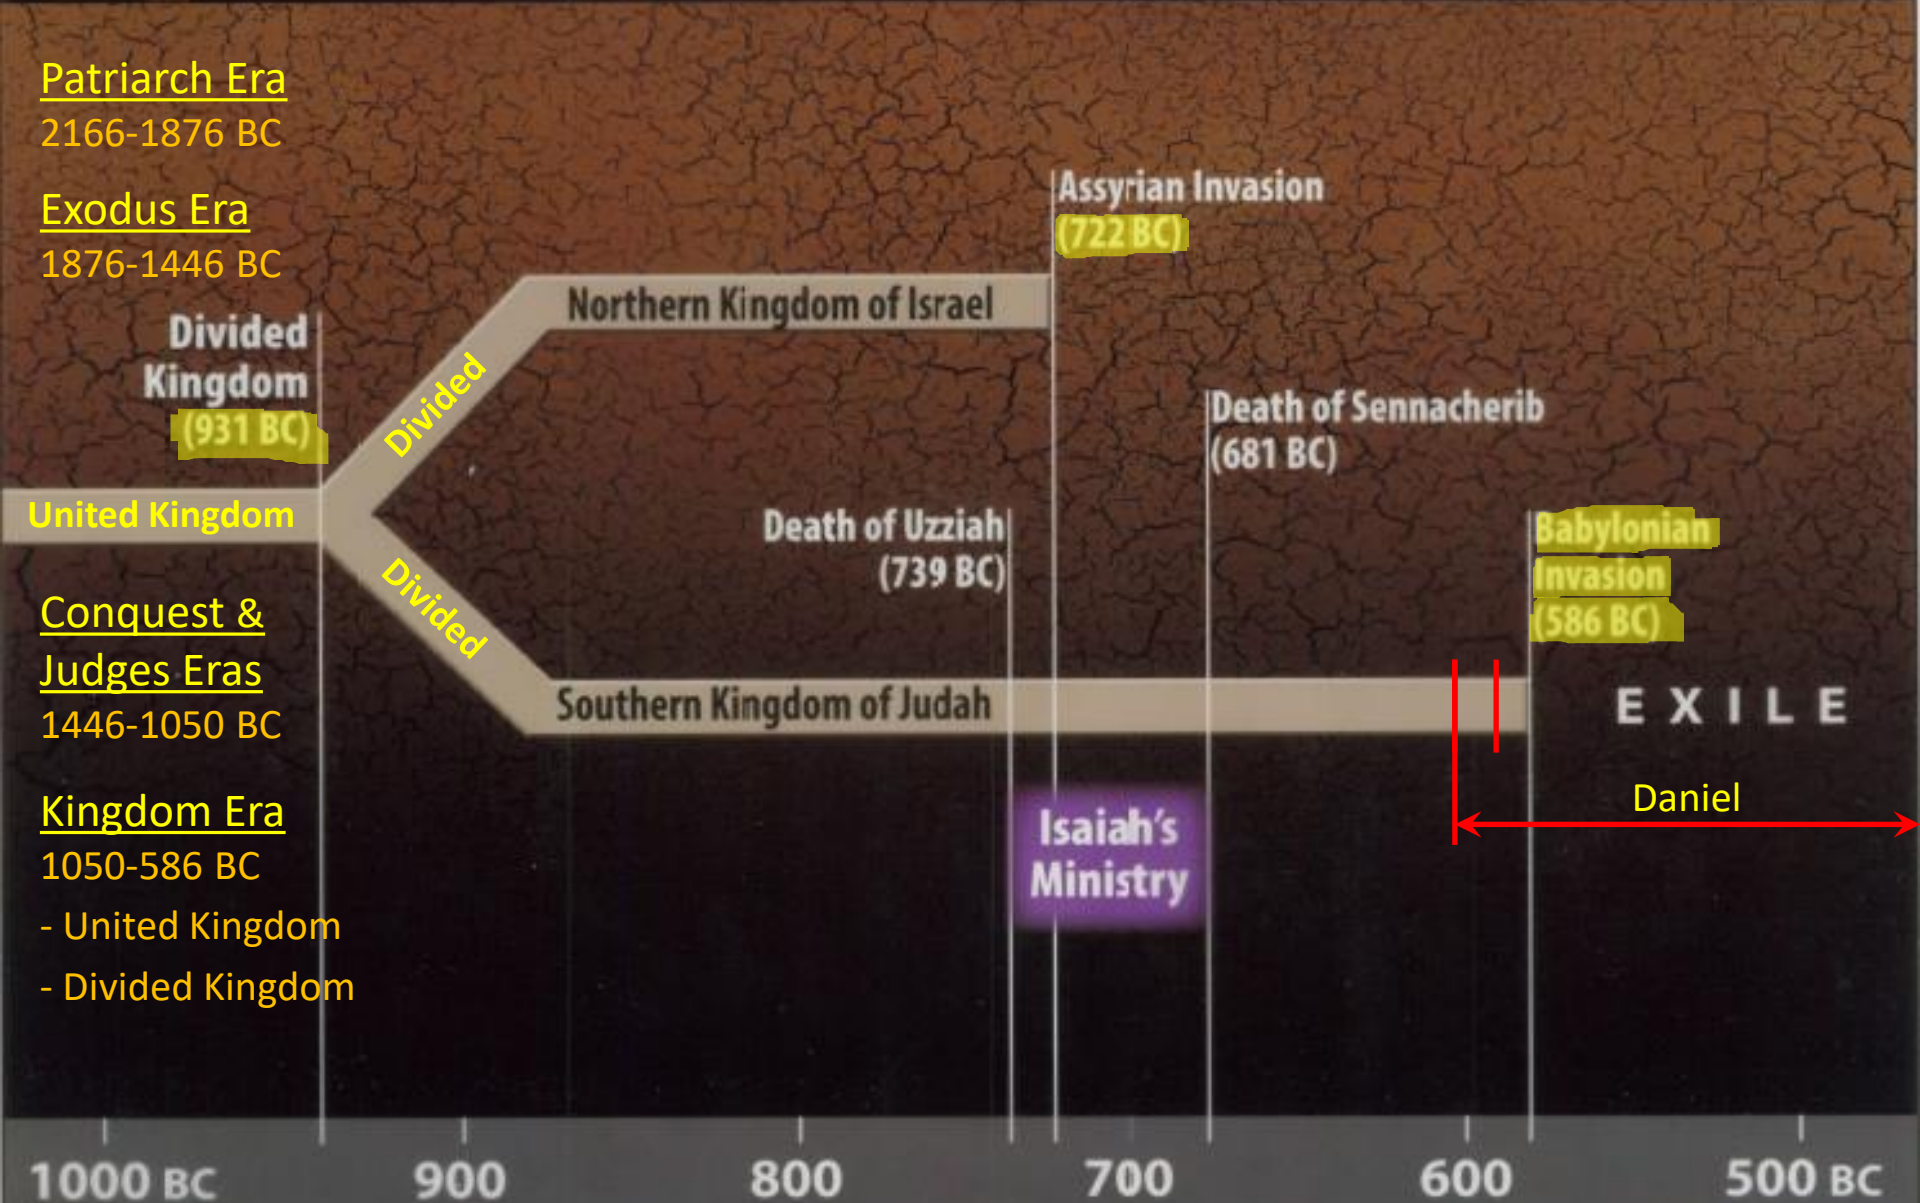 Patriarch Era
2166-1876 BC
Exodus Era
1876-1446 BC
Divided
Kingdom
(931 BC)
United Kingdom
Divided
Divided
Northern Kingdom of Israel
Assyrian Invasion
(722 BC)
Death of Sennacherib
(681 BC)
Death of Uzziah
(739 BC)
Babylonian
Invasion
(586 BC)
Southern Kingdom of Judah
E X I L E
Daniel
Isaiah's
Ministry
Conquest &
Judges Eras
1446-1050 BC
Kingdom Era
1050-586 BC
- United Kingdom
- Divided Kingdom
1000 BC 900 800 700 600 500 BC